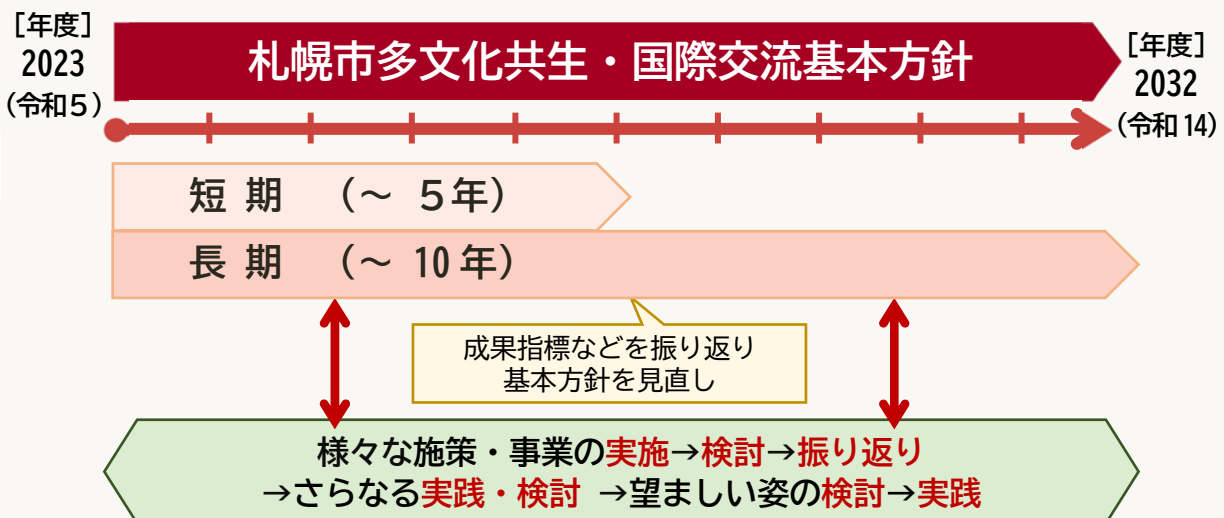 [年度]
2023
(令和5)
札幌市多文化共生・国際交流基本方針
[年度]
2032
(令和 14)
短 期 (～ 5年)
長 期 (～ 10 年)
成果指標などを振り返り
基本方針を見直し
様々な施策・事業の実施→検討→振り返り
→さらなる実践・検討 →望ましい姿の検討→実践